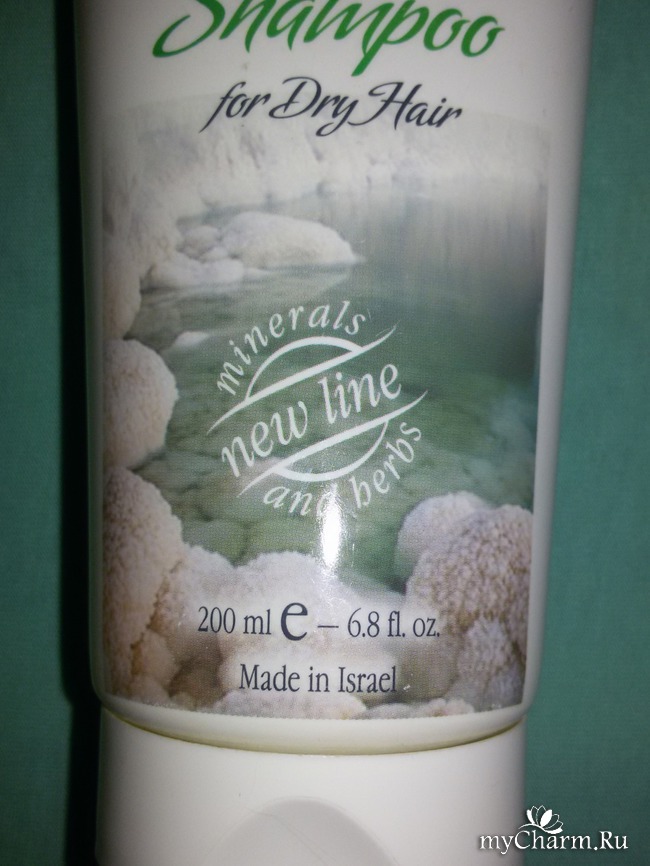 Shampoo
for Dry Hair
minerals
new line
and herbs
200 ml e – 6.8 fl. oz.
Made in Israel
myCharm.Ru